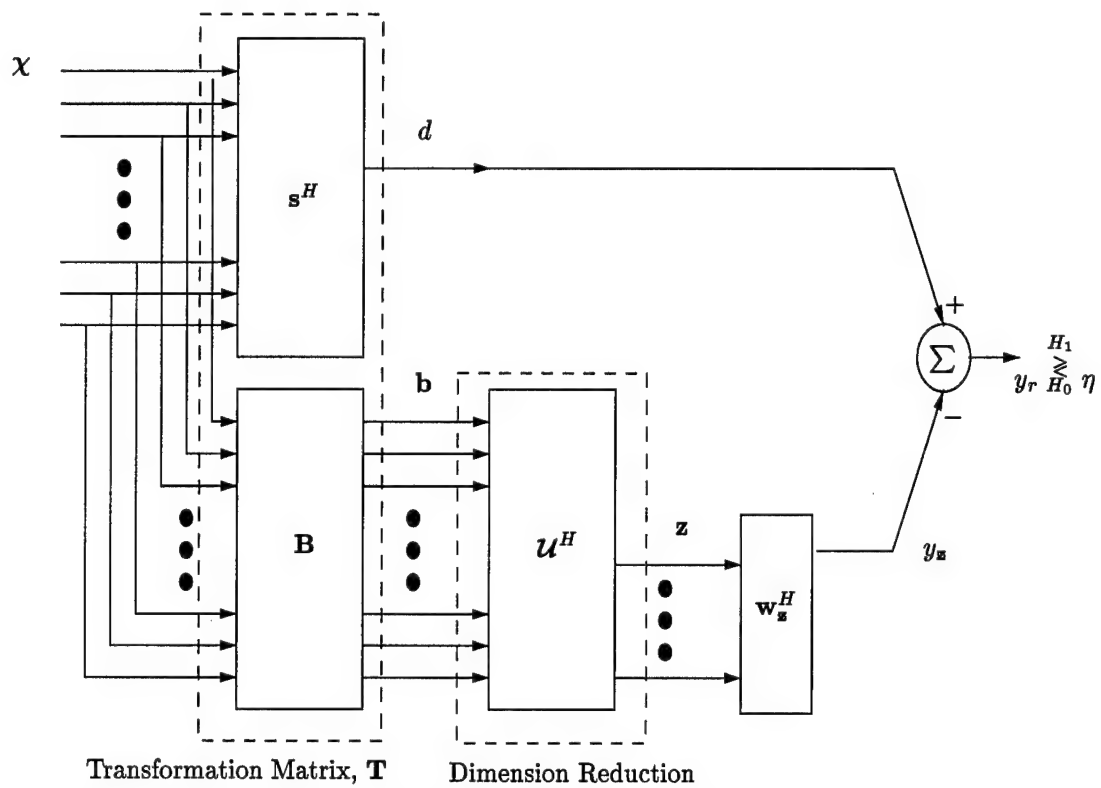 χ
d
s^H
+
Σ
y_r H_1 ≷ H_0 η
−
b
B
𝒰^H
z
w_z^H
y_z
Transformation Matrix, T
Dimension Reduction